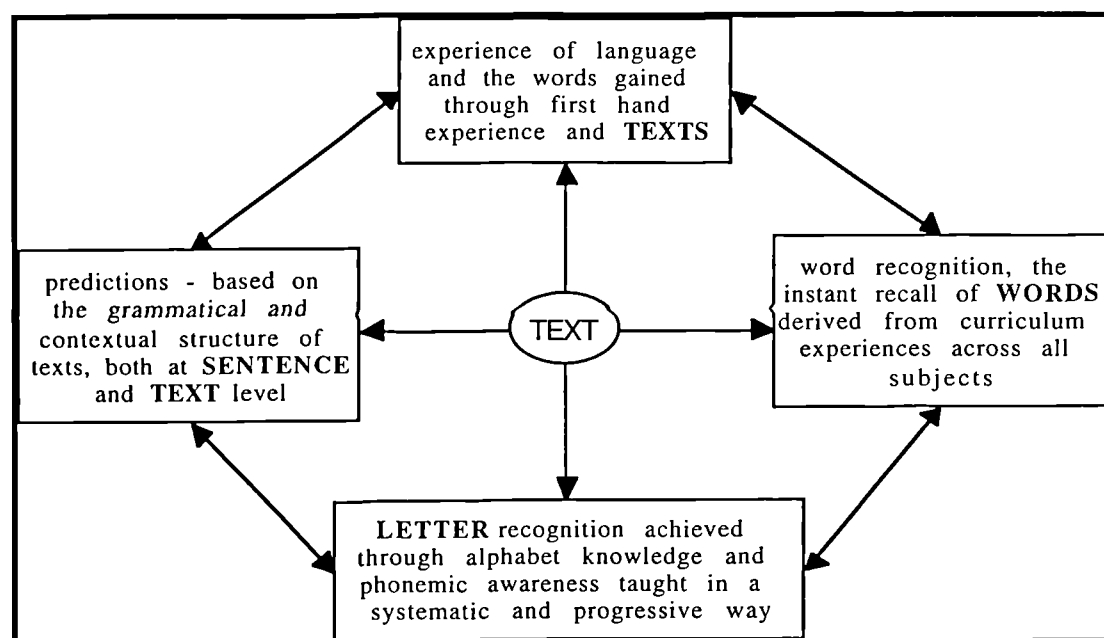 experience of language
and the words gained
through first hand
experience and TEXTS
predictions - based on
the grammatical and
contextual structure of
texts, both at SENTENCE
and TEXT level
TEXT
word recognition, the
instant recall of WORDS
derived from curriculum
experiences across all
subjects
LETTER recognition achieved
through alphabet knowledge and
phonemic awareness taught in a
systematic and progressive way